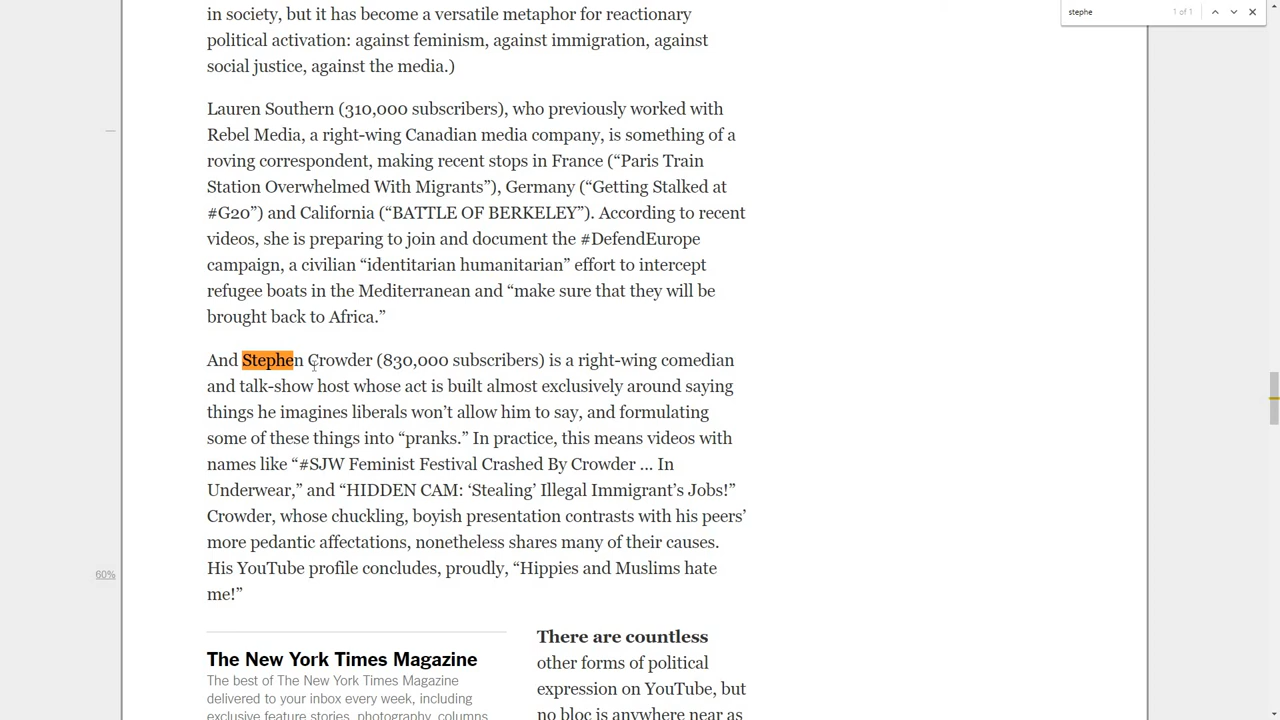 stephe
1 of 1
in society, but it has become a versatile metaphor for reactionary
political activation: against feminism, against immigration, against
social justice, against the media.)
Lauren Southern (310,000 subscribers), who previously worked with
Rebel Media, a right-wing Canadian media company, is something of a
roving correspondent, making recent stops in France (“Paris Train
Station Overwhelmed With Migrants”), Germany (“Getting Stalked at
#G20”) and California (“BATTLE OF BERKELEY”). According to recent
videos, she is preparing to join and document the #DefendEurope
campaign, a civilian “identitarian humanitarian” effort to intercept
refugee boats in the Mediterranean and “make sure that they will be
brought back to Africa.”
And Stephen Crowder (830,000 subscribers) is a right-wing comedian
and talk-show host whose act is built almost exclusively around saying
things he imagines liberals won’t allow him to say, and formulating
some of these things into “pranks.” In practice, this means videos with
names like “#SJW Feminist Festival Crashed By Crowder ... In
Underwear,” and “HIDDEN CAM: ‘Stealing’ Illegal Immigrant’s Jobs!”
Crowder, whose chuckling, boyish presentation contrasts with his peers’
more pedantic affectations, nonetheless shares many of their causes.
His YouTube profile concludes, proudly, “Hippies and Muslims hate
me!”
60%
The New York Times Magazine
The best of The New York Times Magazine
delivered to your inbox every week, including
exclusive feature stories, photography, columns
There are countless
other forms of political
expression on YouTube, but
no bloc is anywhere near as